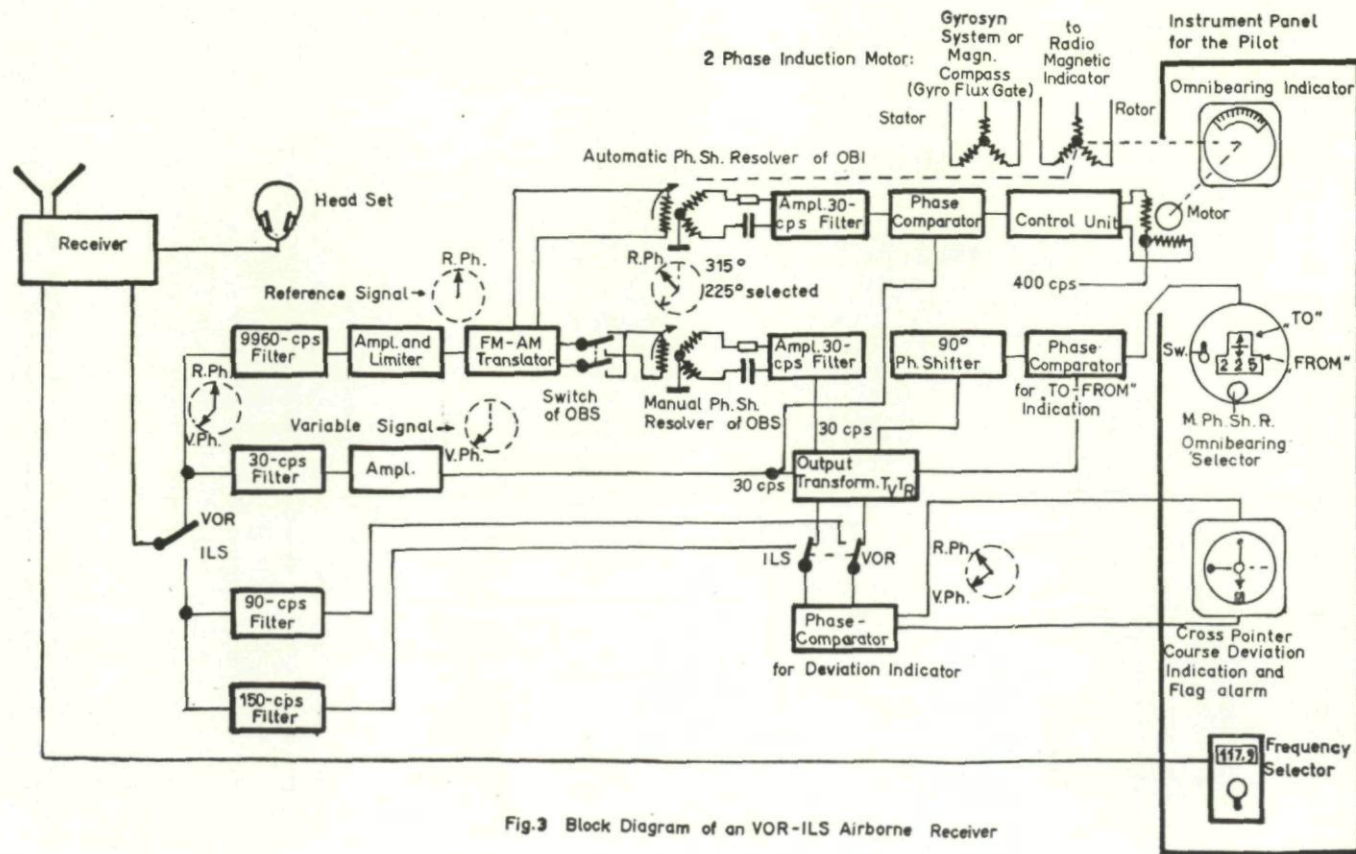 Gyrosyn
System or
Magn.
Compass
(Gyro Flux Gate)
to
Radio
Magnetic
Indicator
Instrument Panel
for the Pilot
2 Phase Induction Motor:
Stator
Rotor
Omnibearing Indicator
Automatic Ph. Sh. Resolver of OBI
Head Set
Receiver
Ampl. 30-
cps Filter
Phase
Comparator
Control Unit
Motor
400 cps
R.Ph.
Reference Signal
R.Ph.
315°
225° selected
9960-cps
Filter
Ampl. and
Limiter
FM-AM
Translator
Switch
of OBS
Manual Ph. Sh.
Resolver of OBS
Ampl. 30-
cps Filter
90°
Ph. Shifter
Phase-
Comparator
for „TO-FROM"
Indication
„TO"
„FROM"
Sw.
2 2 5
M. Ph. Sh. R.
Omnibearing
Selector
R.Ph.
V.Ph.
Variable Signal
V.Ph.
30-cps
Filter
Ampl.
30 cps
30 cps
Output
Transform. TVTR
VOR
ILS
ILS
VOR
R.Ph.
V.Ph.
90-cps
Filter
Phase-
Comparator
for Deviation Indicator
150-cps
Filter
Cross Pointer
Course Deviation
Indication and
Flag alarm
117,9
Frequency
Selector
Fig.3 Block Diagram of an VOR-ILS Airborne Receiver